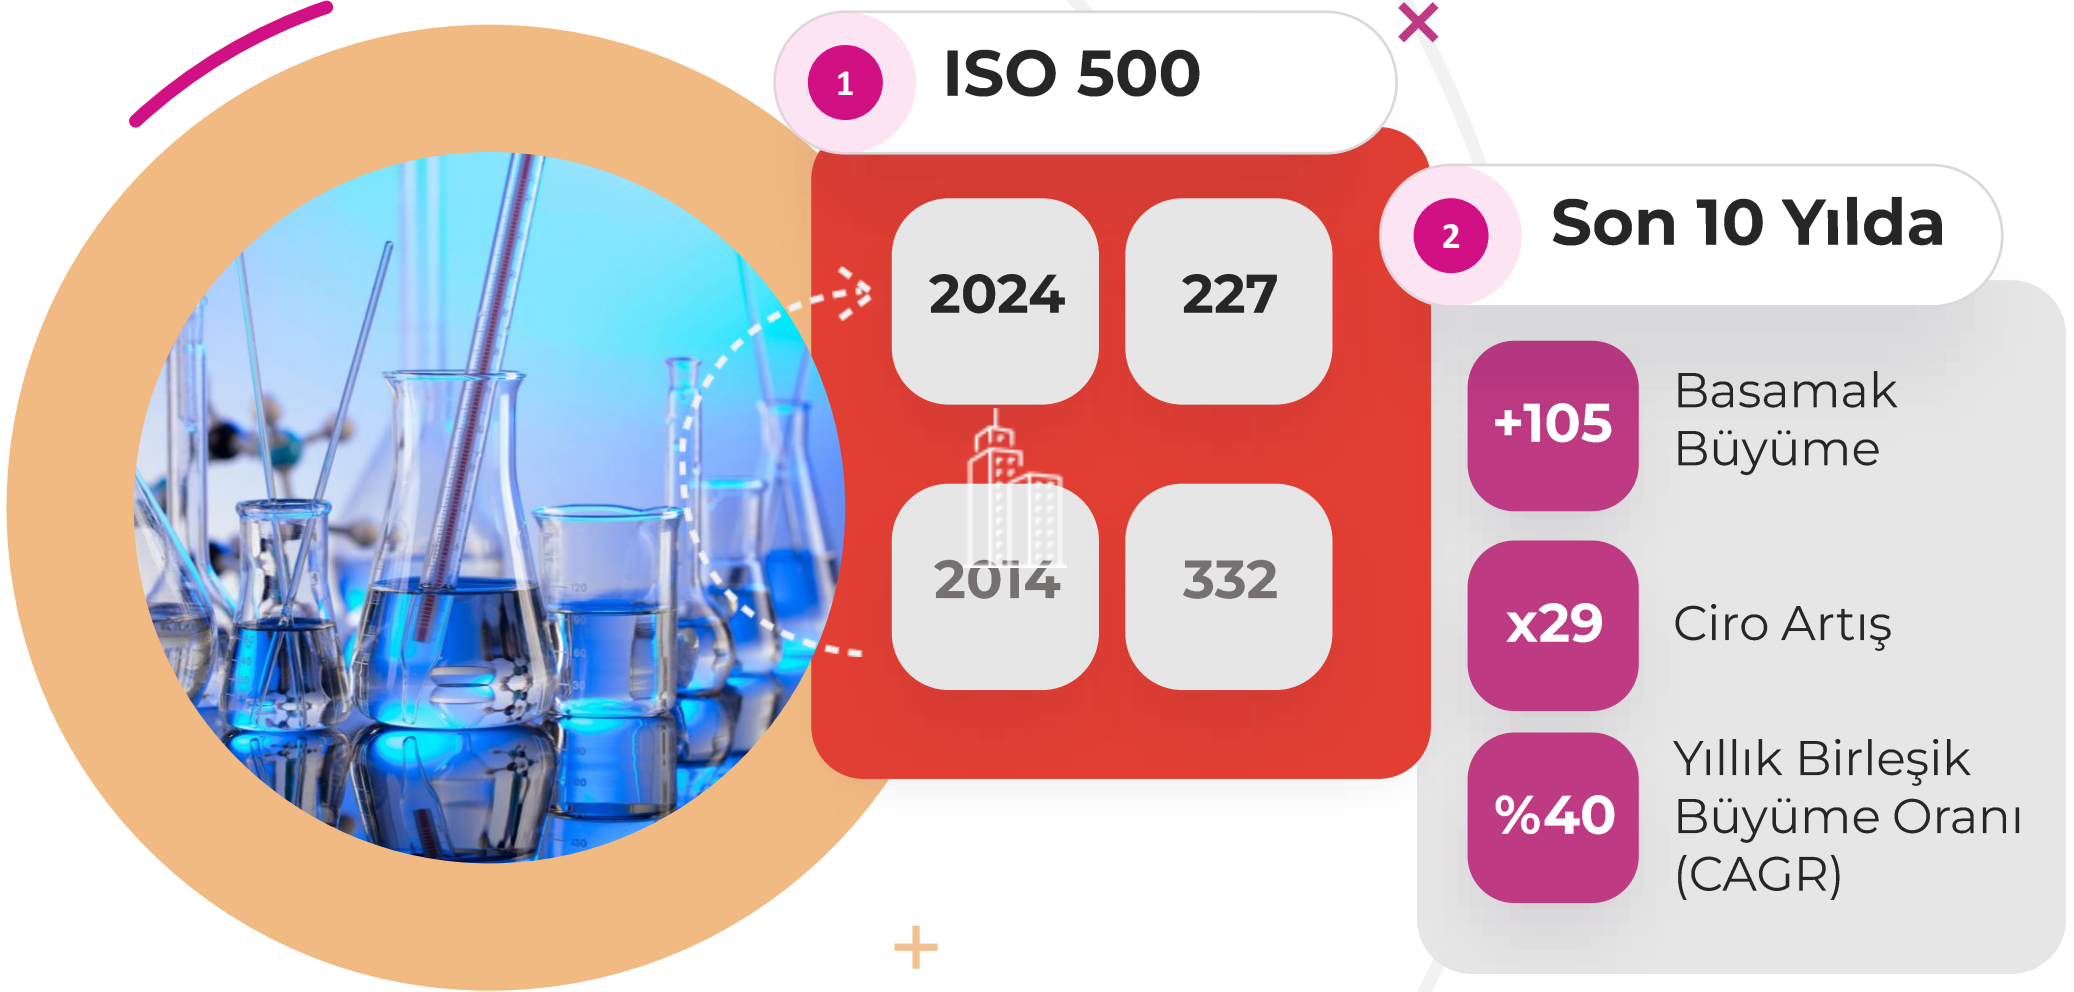 1
ISO 500
2024
227
2014
332
2
Son 10 Yılda
+105
Basamak
Büyüme
x29
Ciro Artış
%40
Yıllık Birleşik
Büyüme Oranı
(CAGR)